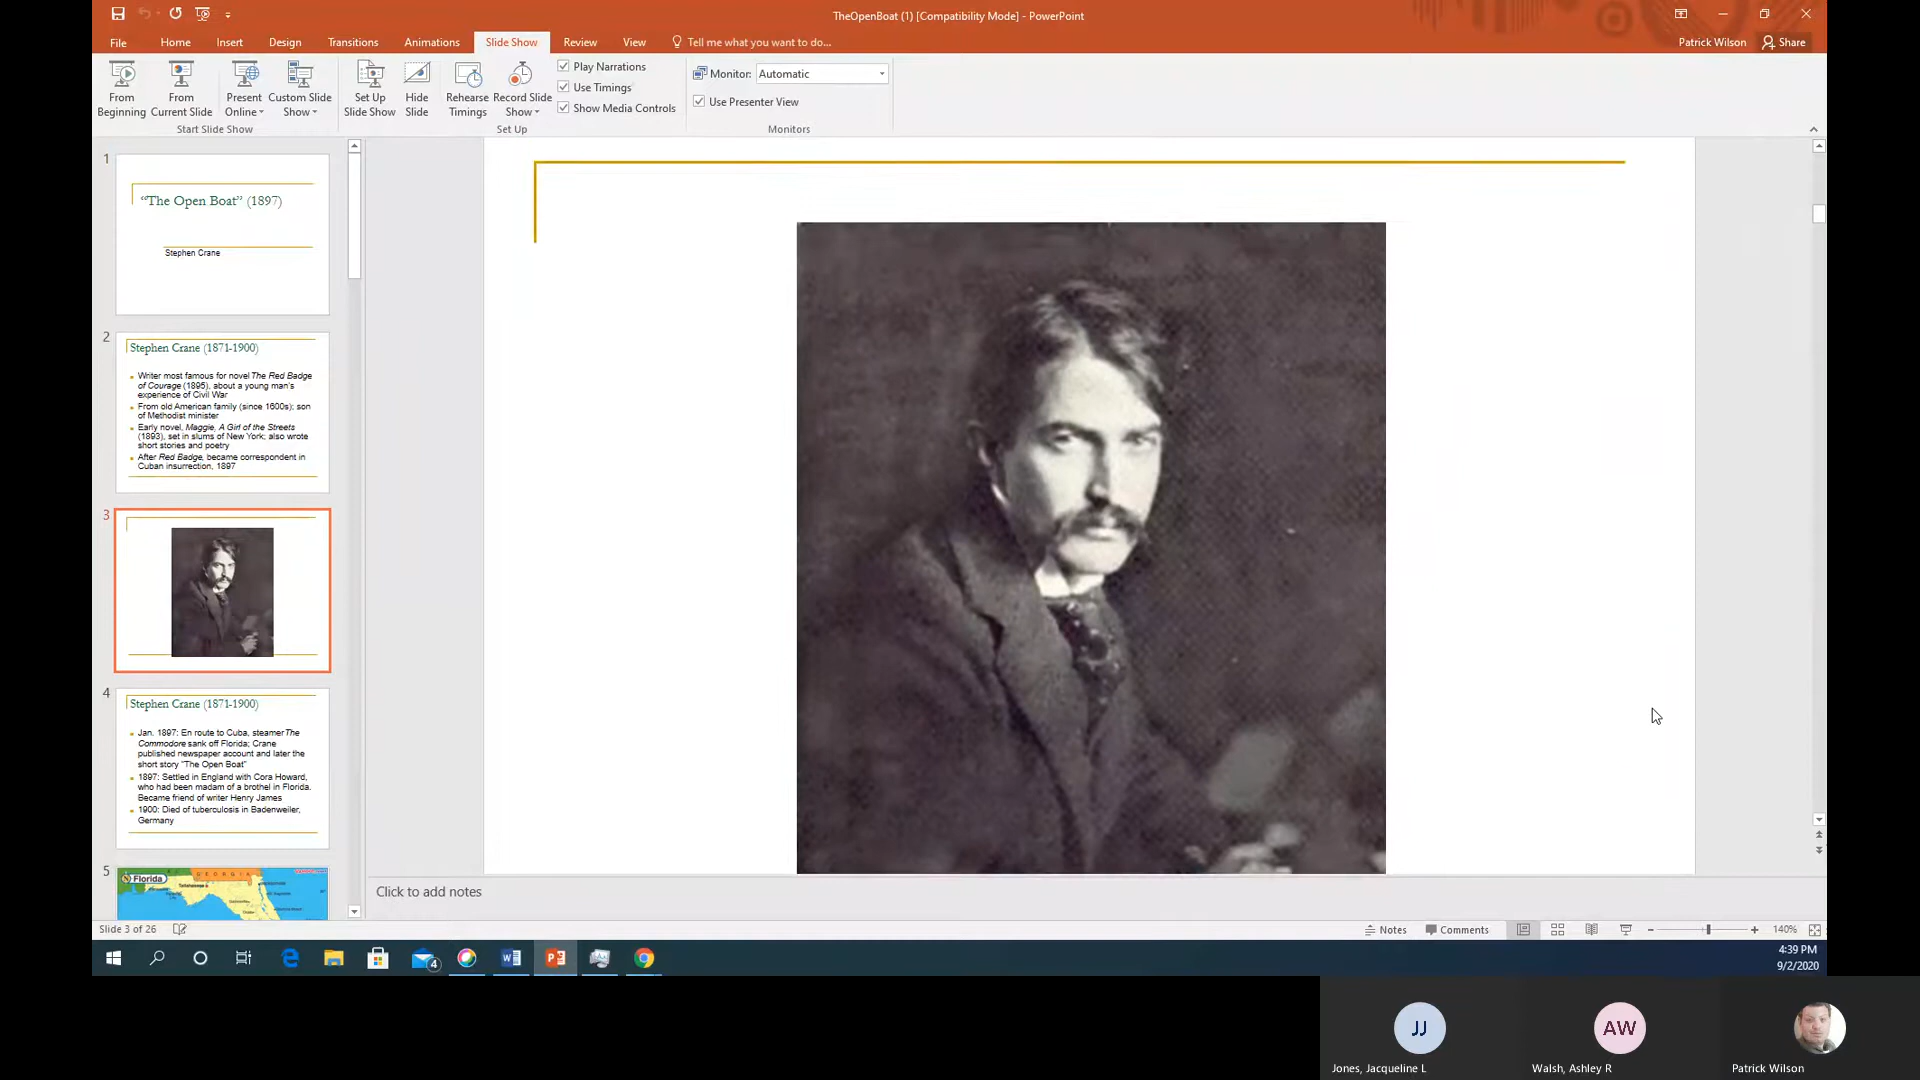 TheOpenBoat (1) [Compatibility Mode] - PowerPoint
File Home Insert Design Transitions Animations Slide Show Review View Tell me what you want to do... Patrick Wilson Share
From Beginning
From Current Slide
Present Online
Custom Slide Show
Start Slide Show
Set Up Slide Show
Hide Slide
Rehearse Timings
Record Slide Show
Play Narrations
Use Timings
Show Media Controls
Set Up
Monitor: Automatic
Use Presenter View
Monitors
1
“The Open Boat” (1897)
Stephen Crane
2
Stephen Crane (1871-1900)
Writer most famous for novel The Red Badge
of Courage (1895), about a young man's
experience of Civil War
From old American family (since 1600s); son
of Methodist minister
Early novel, Maggie, A Girl of the Streets
(1893), set in slums of New York; also wrote
short stories and poetry
After Red Badge, became correspondent in
Cuban insurrection, 1897
3
4
Stephen Crane (1871-1900)
Jan. 1897: En route to Cuba, steamer The
Commodore sank off Florida; Crane
published newspaper account and later the
short story "The Open Boat"
1897: Settled in England with Cora Howard,
who had been madam of a brothel in Florida.
Became friend of writer Henry James
1900: Died of tuberculosis in Badenweiler,
Germany
5
Florida
GEORGIA
Tallahassee
Click to add notes
Slide 3 of 26
Notes Comments 140%
4
4:39 PM
9/2/2020
JJ
AW
Jones, Jacqueline L
Walsh, Ashley R
Patrick Wilson